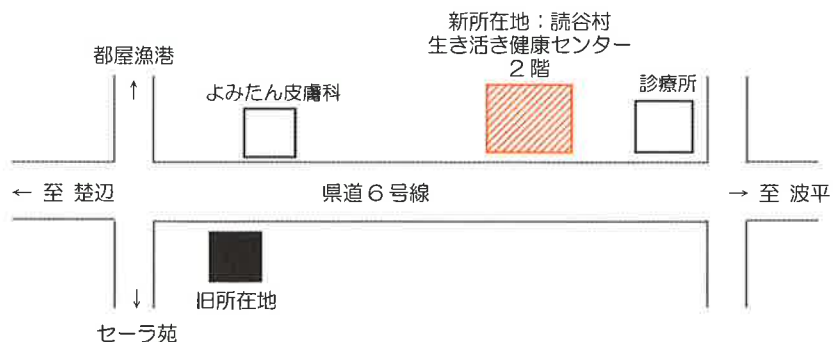 新所在地：読谷村
生き活き健康センター
2階
都屋漁港
↑
よみたん皮膚科
診療所
← 至 楚辺
県道6号線
→ 至 波平
旧所在地
↓
セーラ苑